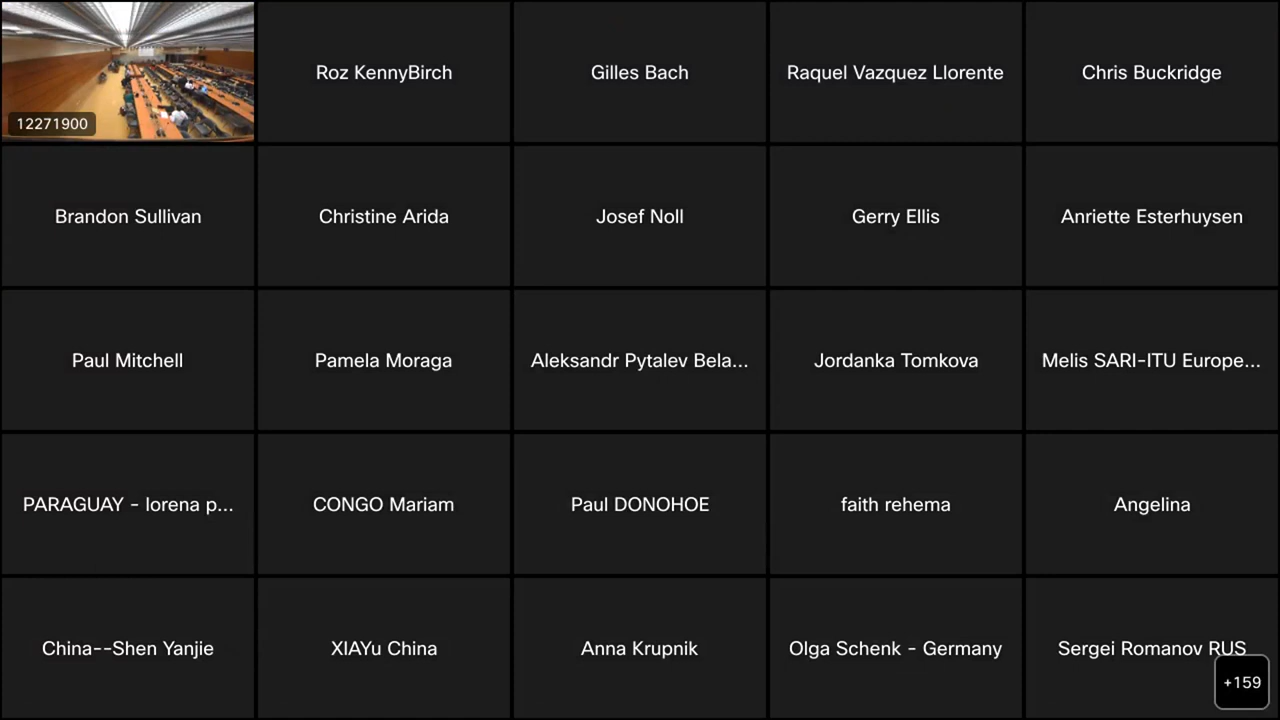 12271900
Roz KennyBirch
Gilles Bach
Raquel Vazquez Llorente
Chris Buckridge
Brandon Sullivan
Christine Arida
Josef Noll
Gerry Ellis
Anriette Esterhuysen
Paul Mitchell
Pamela Moraga
Aleksandr Pytalev Bela...
Jordanka Tomkova
Melis SARI-ITU Europe...
PARAGUAY - lorena p...
CONGO Mariam
Paul DONOHOE
faith rehema
Angelina
China--Shen Yanjie
XIAYu China
Anna Krupnik
Olga Schenk - Germany
Sergei Romanov RUS
+159